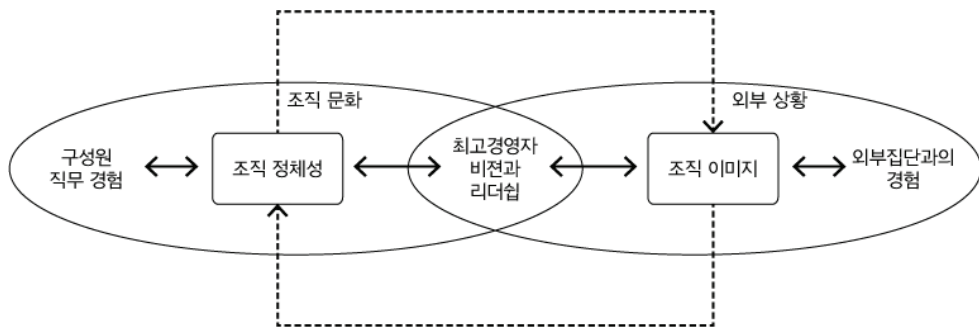 조직 문화
외부 상황
구성원
직무 경험
조직 정체성
최고경영자
비젼과
리더쉽
조직 이미지
외부집단과의
경험